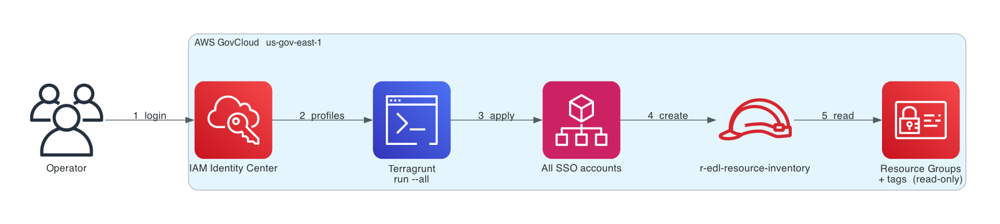 AWS GovCloud   us-gov-east-1
1  login
2  profiles
3  apply
4  create
5  read
Operator
IAM Identity Center
Terragrunt
run --all
All SSO accounts
r-edl-resource-inventory
Resource Groups
+ tags  (read-only)